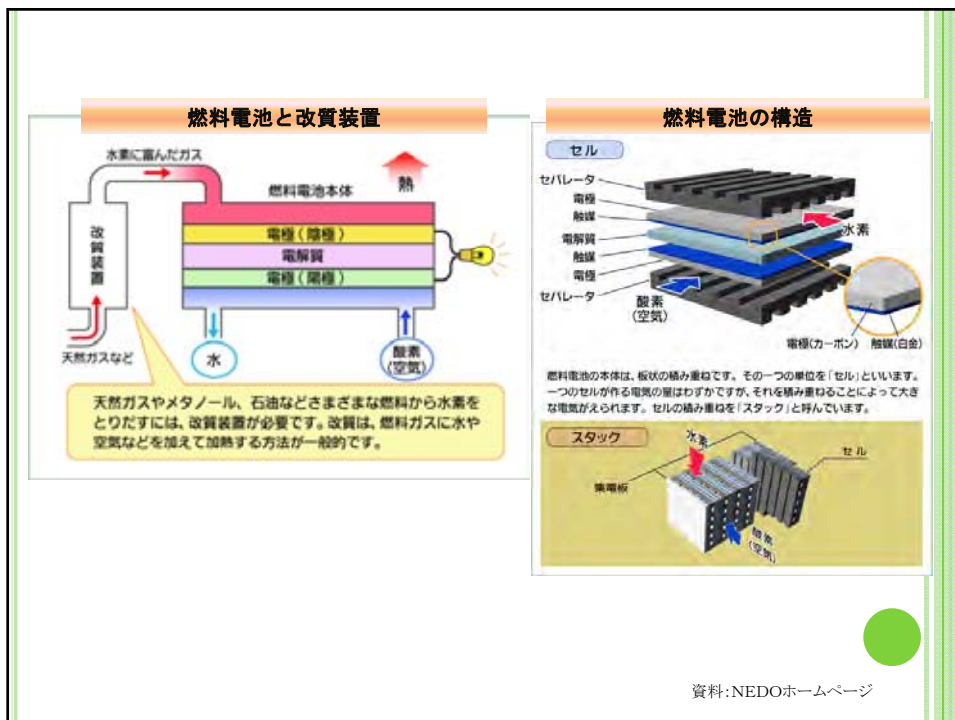 燃料電池と改質装置
水素に富んだガス
熱
燃料電池本体
改質装置
電極(陰極)
電解質
電極(陽極)
天然ガスなど
水
酸素
(空気)
天然ガスやメタノール、石油などさまざまな燃料から水素を
とりだすには、改質装置が必要です。改質は、燃料ガスに水や
空気などを加えて加熱する方法が一般的です。
燃料電池の構造
セル
セパレータ
電極
触媒
電解質
触媒
電極
セパレータ
水素
酸素
(空気)
電極(カーボン) 触媒(白金)
燃料電池の本体は、板状の積み重ねです。その一つの単位を「セル」といいます。
一つのセルが作る電気の量はわずかですが、それを積み重ねることによって大き
な電気がえられます。セルの積み重ねを「スタック」と呼んでいます。
スタック
水素
セル
集電板
酸素
(空気)
資料:NEDOホームページ